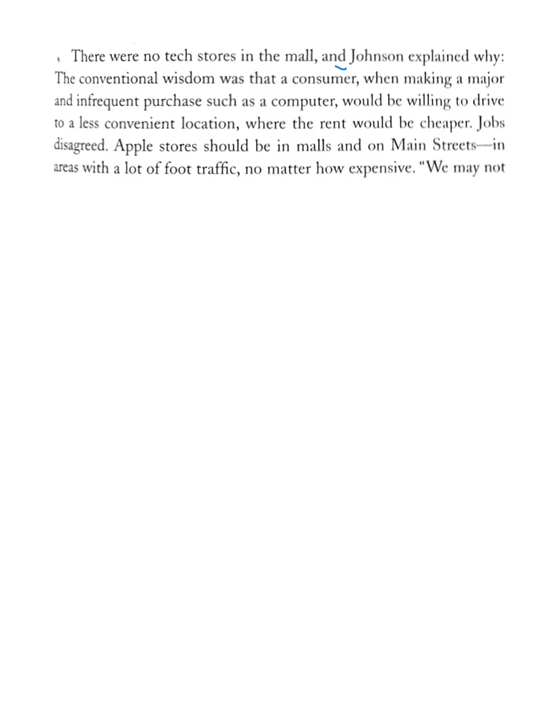 There were no tech stores in the mall, and Johnson explained why:
The conventional wisdom was that a consumer, when making a major
and infrequent purchase such as a computer, would be willing to drive
to a less convenient location, where the rent would be cheaper. Jobs
disagreed. Apple stores should be in malls and on Main Streets—in
areas with a lot of foot traffic, no matter how expensive. “We may not